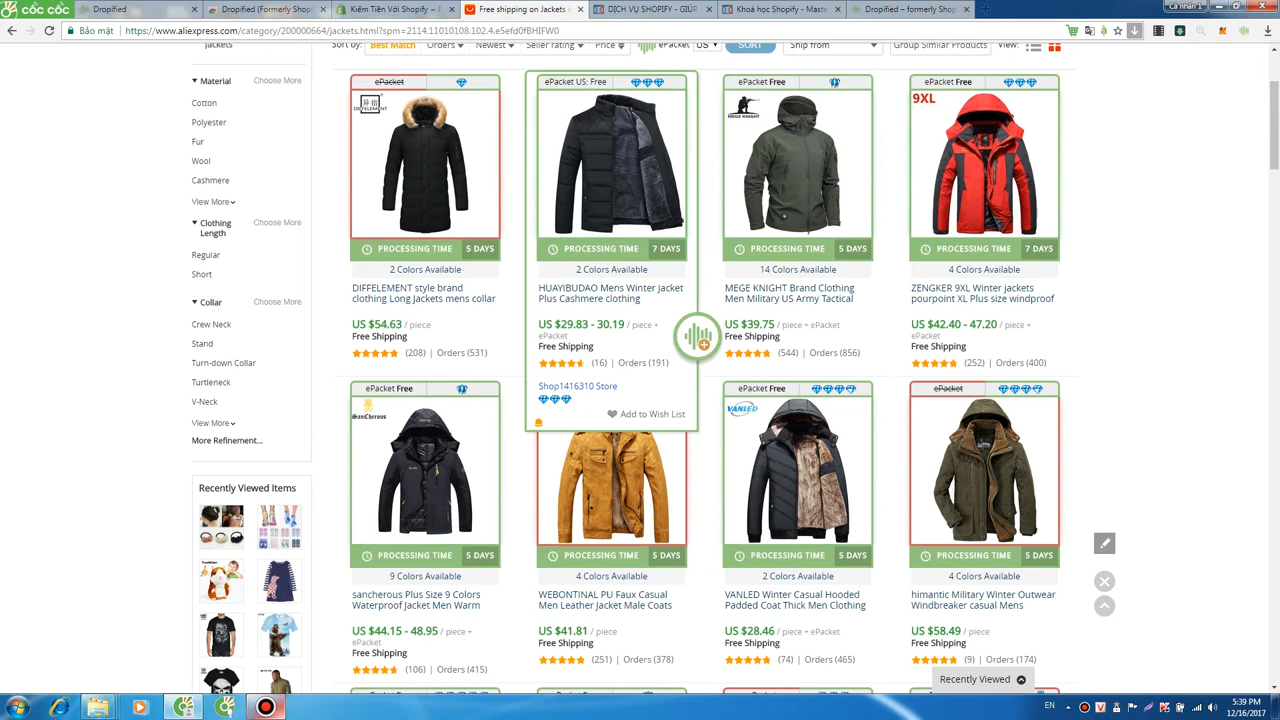 cốc cốc
Dropified
Dropified (Formerly Shop
Kiếm Tiền Với Shopify ~ F
Free shipping on Jackets i
DỊCH VỤ SHOPIFY - GIÚP
Khoá học Shopify - Master
Dropified – formerly Shop
Cá nhân 1
Bảo mật
https://www.aliexpress.com/category/200000664/jackets.html?spm=2114.11010108.102.4.e5efd0fBHIFW0
Jackets
Sort by:
Best Match
Orders
Newest
Seller rating
Price
ePacket
US
SORT
Ship from
Group Similar Products
View:
Material
Choose More
Cotton
Polyester
Fur
Wool
Cashmere
View More
Clothing
Length
Choose More
Regular
Short
Collar
Choose More
Crew Neck
Stand
Turn-down Collar
Turtleneck
V-Neck
View More
More Refinement...
Recently Viewed Items
ePacket
DIFFELEMENT
PROCESSING TIME 5 DAYS
2 Colors Available
DIFFELEMENT style brand
clothing Long Jackets mens collar
US $54.63 / piece
Free Shipping
(208) | Orders (531)
ePacket US: Free
PROCESSING TIME 7 DAYS
2 Colors Available
HUAYIBUDAO Mens Winter Jacket
Plus Cashmere clothing
US $29.83 - 30.19 / piece +
ePacket
Free Shipping
(16) | Orders (191)
Shop1416310 Store
Add to Wish List
ePacket Free
MEGE KNIGHT
PROCESSING TIME 5 DAYS
14 Colors Available
MEGE KNIGHT Brand Clothing
Men Military US Army Tactical
US $39.75 / piece + ePacket
Free Shipping
(544) | Orders (856)
ePacket Free
9XL
PROCESSING TIME 7 DAYS
4 Colors Available
ZENGKER 9XL Winter jackets
pourpoint XL Plus size windproof
US $42.40 - 47.20 / piece +
ePacket
Free Shipping
(252) | Orders (400)
ePacket Free
SanCherous
PROCESSING TIME 5 DAYS
9 Colors Available
sancherous Plus Size 9 Colors
Waterproof Jacket Men Warm
US $44.15 - 48.95 / piece +
ePacket
Free Shipping
(106) | Orders (415)
PROCESSING TIME 5 DAYS
4 Colors Available
WEBONTINAL PU Faux Casual
Men Leather Jacket Male Coats
US $41.81 / piece
Free Shipping
(251) | Orders (378)
ePacket Free
VANLED
PROCESSING TIME 5 DAYS
2 Colors Available
VANLED Winter Casual Hooded
Padded Coat Thick Men Clothing
US $28.46 / piece + ePacket
Free Shipping
(74) | Orders (465)
ePacket
PROCESSING TIME 5 DAYS
4 Colors Available
himantic Military Winter Outwear
Windbreaker casual Mens
US $58.49 / piece
Free Shipping
(9) | Orders (174)
Recently Viewed
EN
5:39 PM
12/16/2017